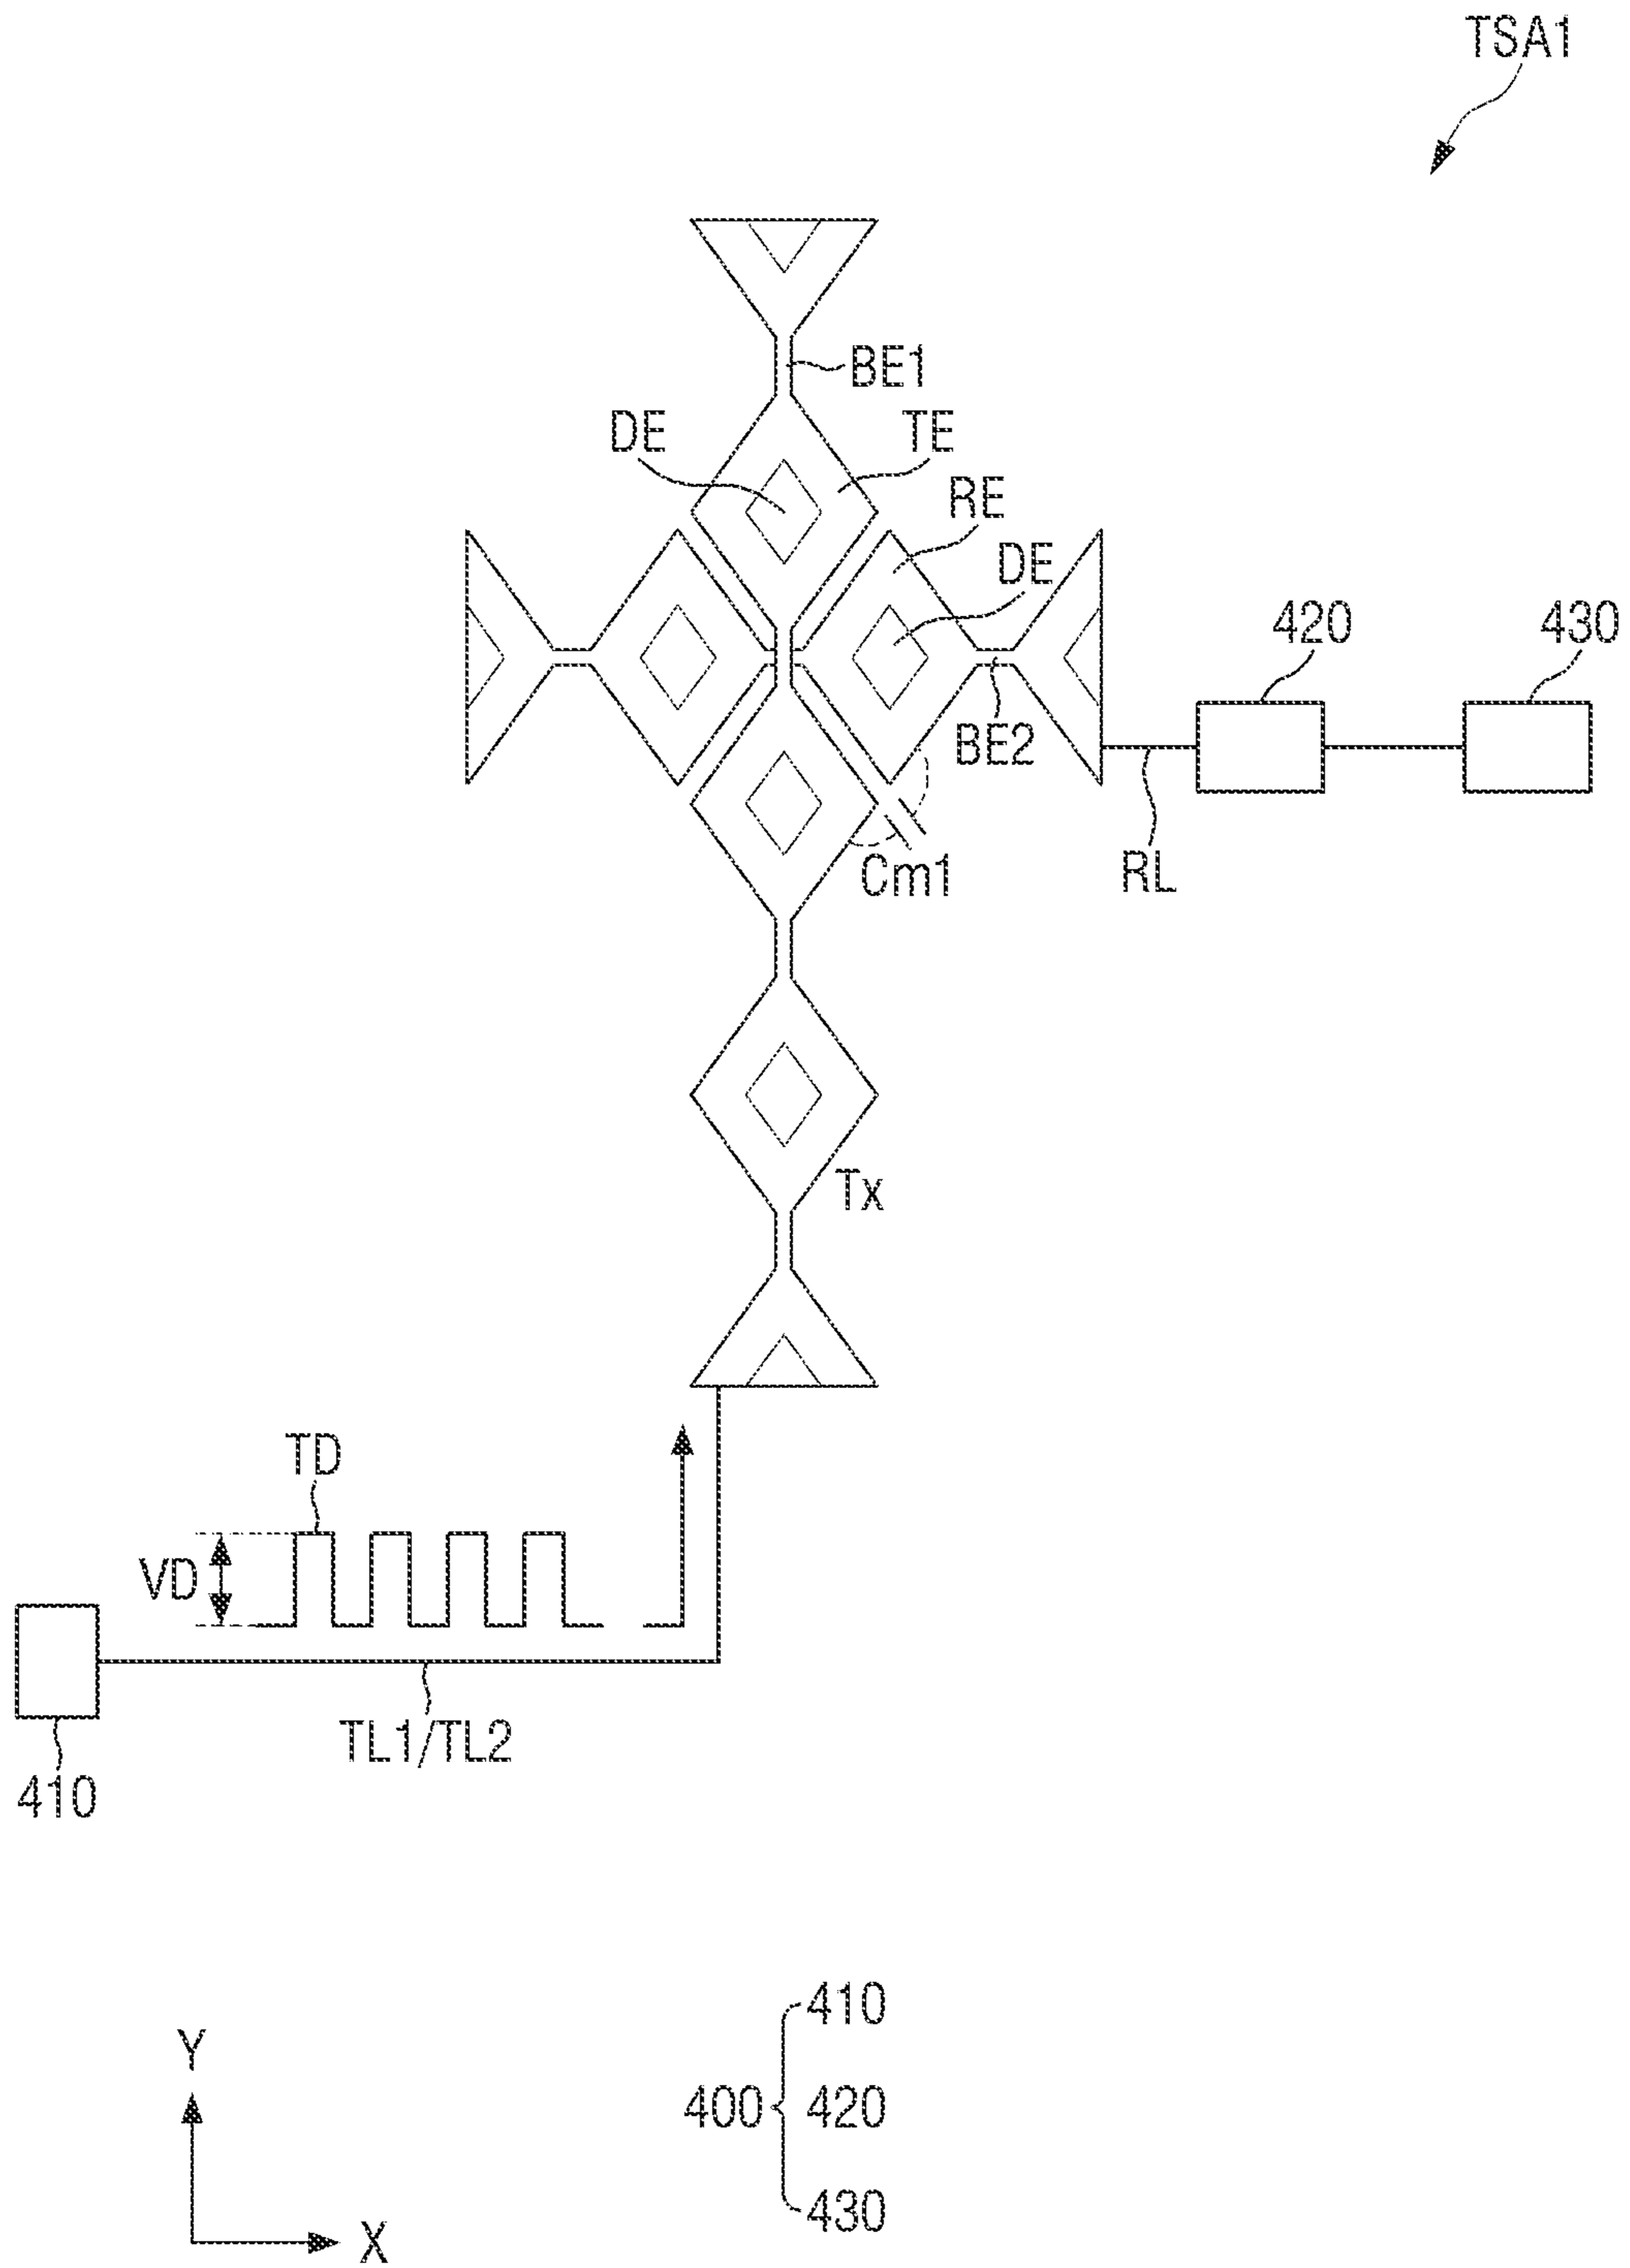 TSA1
BE1
DE
TE
RE
DE
420
430
BE2
Cm1
RL
Tx
TD
VD
TL1/TL2
410
410
Y
400
420
430
X